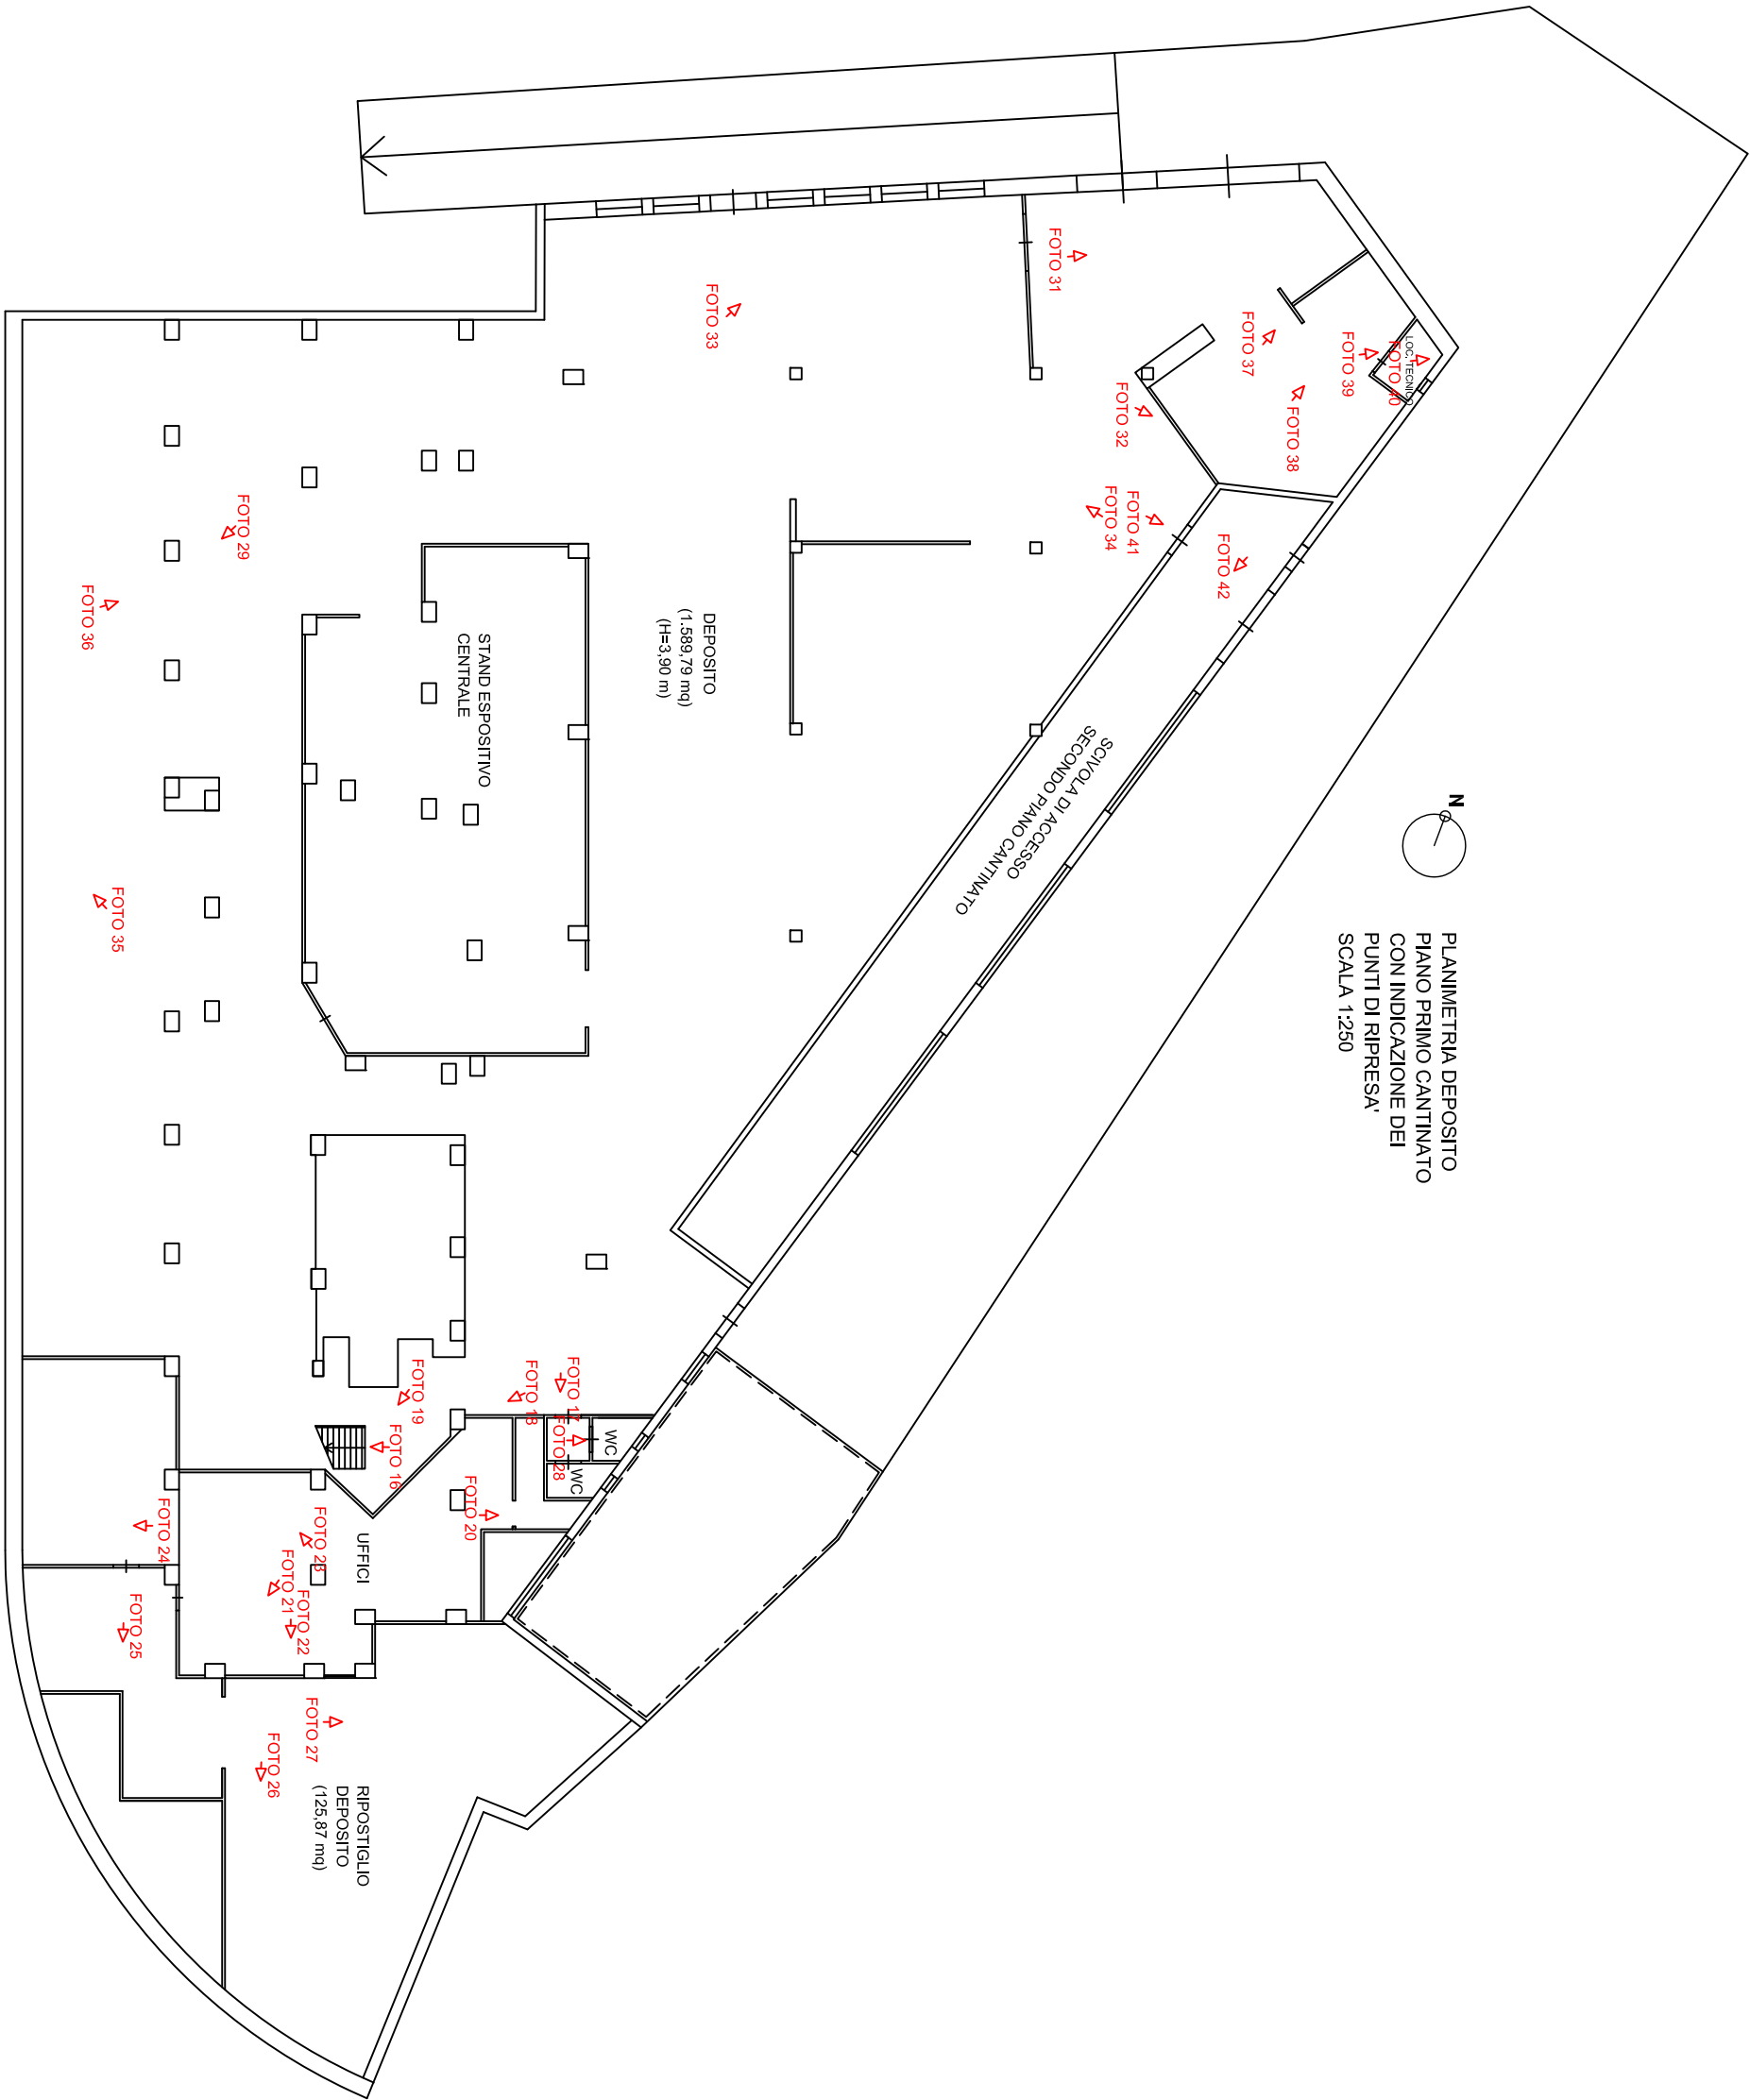 PLANIMETRIA DEPOSITO
PIANO PRIMO CANTINATO
CON INDICAZIONE DEI
PUNTI DI RIPRESA'
SCALA 1:250
N
LOC. TECNICO
FOTO 40
FOTO 39
FOTO 38
FOTO 37
FOTO 42
FOTO 41
FOTO 34
FOTO 32
FOTO 31
FOTO 33
SCIVOLA DI ACCESSO
SECONDO PIANO CANTINATO
DEPOSITO
(1.589,79 mq)
(H=3,90 m)
STAND ESPOSITIVO
CENTRALE
FOTO 29
FOTO 36
FOTO 35
WC
WC
FOTO 17
FOTO 28
FOTO 18
FOTO 20
FOTO 19
FOTO 16
UFFICI
FOTO 23
FOTO 22
FOTO 21
FOTO 24
FOTO 25
FOTO 27
FOTO 26
RIPOSTIGLIO
DEPOSITO
(125,87 mq)